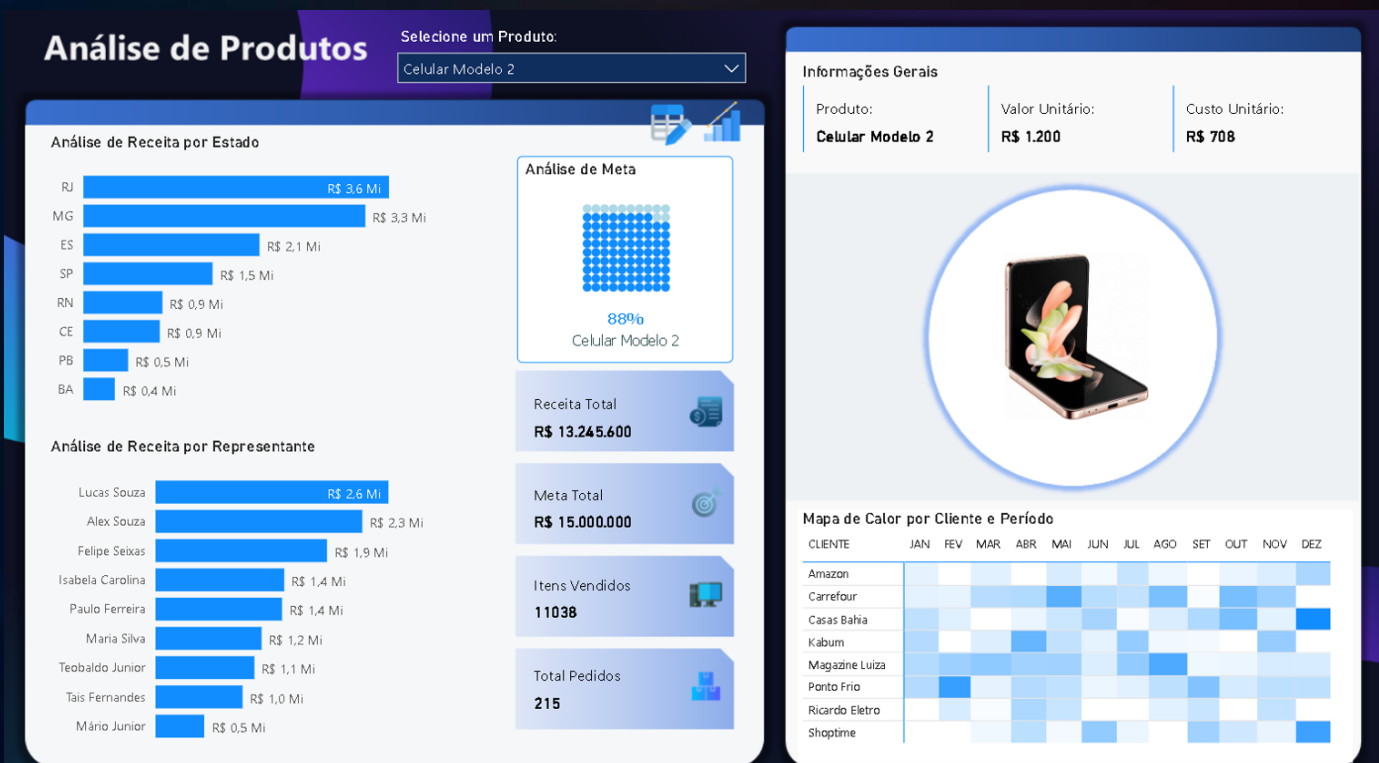 Análise de Produtos
Selecione um Produto:
Celular Modelo 2
Análise de Receita por Estado
RJ R$ 3,6 Mi
MG R$ 3,3 Mi
ES R$ 2,1 Mi
SP R$ 1,5 Mi
RN R$ 0,9 Mi
CE R$ 0,9 Mi
PB R$ 0,5 Mi
BA R$ 0,4 Mi
Análise de Receita por Representante
Lucas Souza R$ 2,6 Mi
Alex Souza R$ 2,3 Mi
Felipe Seixas R$ 1,9 Mi
Isabela Carolina R$ 1,4 Mi
Paulo Ferreira R$ 1,4 Mi
Maria Silva R$ 1,2 Mi
Teobaldo Junior R$ 1,1 Mi
Tais Fernandes R$ 1,0 Mi
Mário Junior R$ 0,5 Mi
Análise de Meta
88%
Celular Modelo 2
Receita Total
R$ 13.245.600
Meta Total
R$ 15.000.000
Itens Vendidos
11038
Total Pedidos
215
Informações Gerais
Produto:
Celular Modelo 2
Valor Unitário:
R$ 1.200
Custo Unitário:
R$ 708
Mapa de Calor por Cliente e Período
CLIENTE JAN FEV MAR ABR MAI JUN JUL AGO SET OUT NOV DEZ
Amazon
Carrefour
Casas Bahia
Kabum
Magazine Luiza
Ponto Frio
Ricardo Eletro
Shoptime